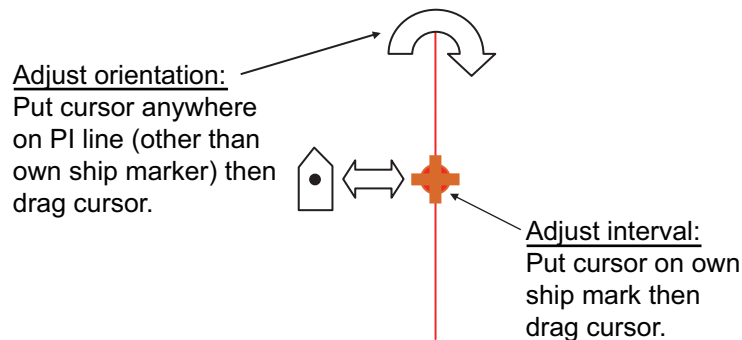 Adjust orientation:
Put cursor anywhere
on PI line (other than
own ship marker) then
drag cursor.
Adjust interval:
Put cursor on own
ship mark then
drag cursor.